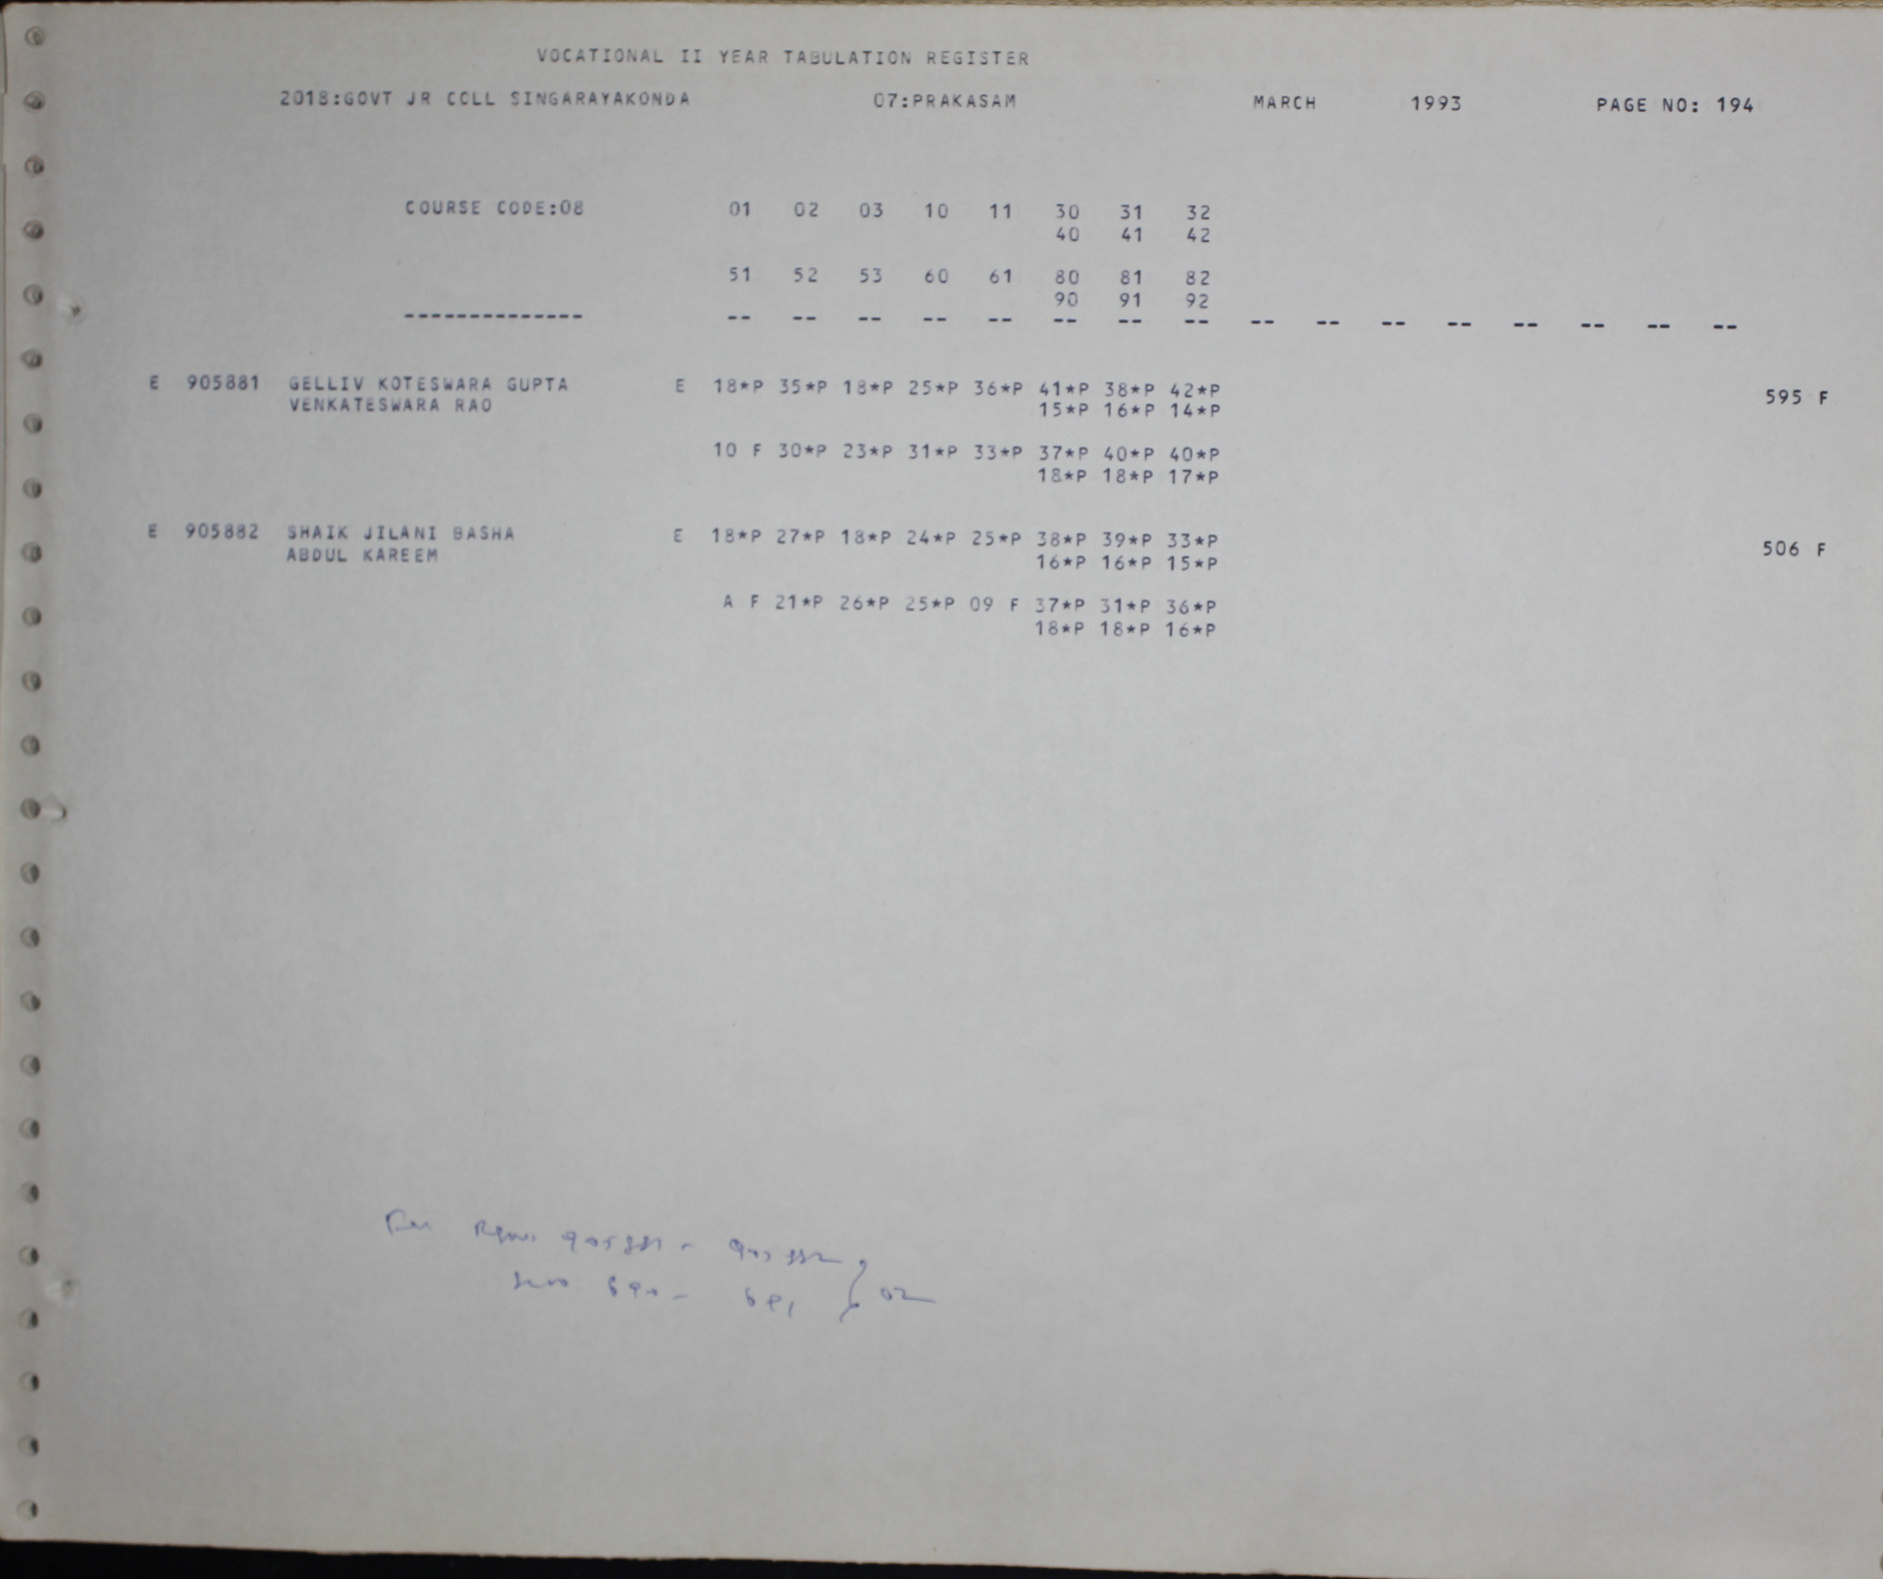 VOCATIONAL II YEAR TABULATION REGISTER
2018:GOVT JR COLL SINGARAYAKONDA 07:PRAKASAM MARCH 1993 PAGE NO: 194
COURSE CODE:08 01 02 03 10 11 30 31 32
40 41 42
51 52 53 60 61 80 81 82
90 91 92
-------------- -- -- -- -- -- -- -- -- -- -- -- -- -- -- -- --
E 905881 GELLIV KOTESWARA GUPTA E 18*P 35*P 18*P 25*P 36*P 41*P 38*P 42*P 595 F
VENKATESWARA RAO 15*P 16*P 14*P
10 F 30*P 23*P 31*P 33*P 37*P 40*P 40*P
18*P 18*P 17*P
E 905882 SHAIK JILANI BASHA E 18*P 27*P 18*P 24*P 25*P 38*P 39*P 33*P 506 F
ABDUL KAREEM 16*P 16*P 15*P
A F 21*P 26*P 25*P 09 F 37*P 31*P 36*P
18*P 18*P 16*P
905881 - 905882
690 - 691 } 02